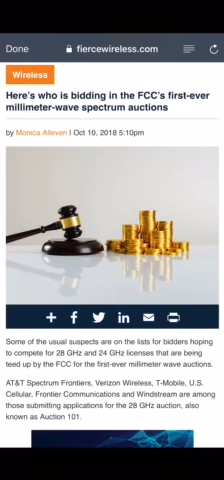 Done fiercewireless.com
Wireless
Here's who is bidding in the FCC's first-ever
millimeter-wave spectrum auctions
by Monica Alleven | Oct 10, 2018 5:10pm
Some of the usual suspects are on the lists for bidders hoping
to compete for 28 GHz and 24 GHz licenses that are being
teed up by the FCC for the first-ever millimeter wave auctions.
AT&T Spectrum Frontiers, Verizon Wireless, T-Mobile, U.S.
Cellular, Frontier Communications and Windstream are among
those submitting applications for the 28 GHz auction, also
known as Auction 101.